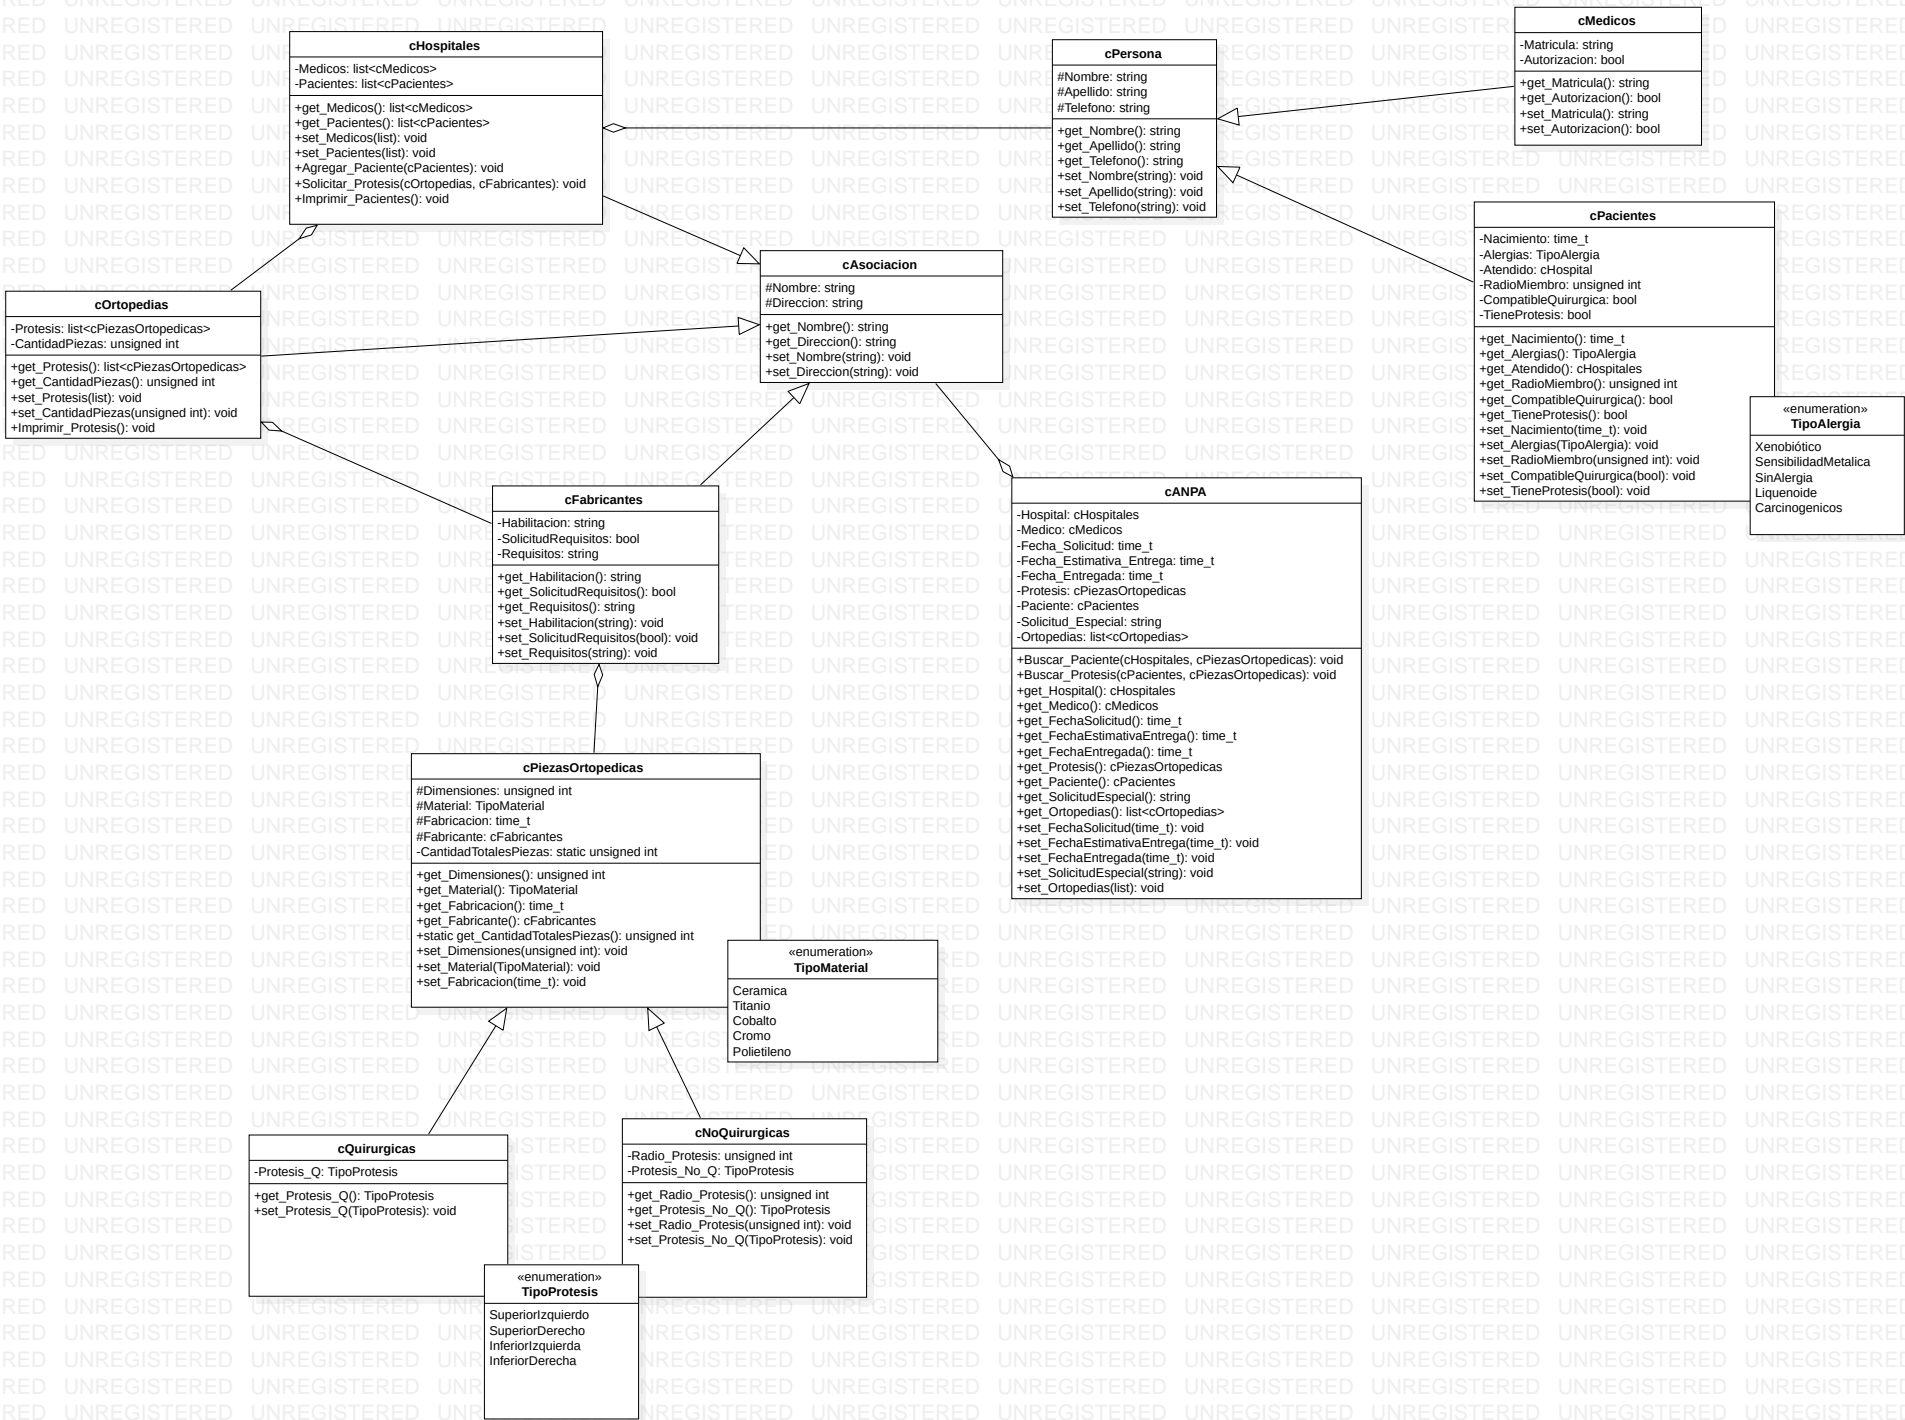 cHospitales
-Medicos: list<cMedicos>
-Pacientes: list<cPacientes>
+get_Medicos(): list<cMedicos>
+get_Pacientes(): list<cPacientes>
+set_Medicos(list): void
+set_Pacientes(list): void
+Agregar_Paciente(cPacientes): void
+Solicitar_Protesis(cOrtopedias, cFabricantes): void
+Imprimir_Pacientes(): void
cPersona
#Nombre: string
#Apellido: string
#Telefono: string
+get_Nombre(): string
+get_Apellido(): string
+get_Telefono(): string
+set_Nombre(string): void
+set_Apellido(string): void
+set_Telefono(string): void
cMedicos
-Matricula: string
-Autorizacion: bool
+get_Matricula(): string
+get_Autorizacion(): bool
+set_Matricula(): string
+set_Autorizacion(): bool
cPacientes
-Nacimiento: time_t
-Alergias: TipoAlergia
-Atendido: cHospital
-RadioMiembro: unsigned int
-CompatibleQuirurgica: bool
-TieneProtesis: bool
+get_Nacimiento(): time_t
+get_Alergias(): TipoAlergia
+get_Atendido(): cHospitales
+get_RadioMiembro(): unsigned int
+get_CompatibleQuirurgica(): bool
+get_TieneProtesis(): bool
+set_Nacimiento(time_t): void
+set_Alergias(TipoAlergia): void
+set_RadioMiembro(unsigned int): void
+set_CompatibleQuirurgica(bool): void
+set_TieneProtesis(bool): void
«enumeration»
TipoAlergia
Xenobiótico
SensibilidadMetalica
SinAlergia
Liquenoide
Carcinogenicos
cAsociacion
#Nombre: string
#Direccion: string
+get_Nombre(): string
+get_Direccion(): string
+set_Nombre(string): void
+set_Direccion(string): void
cOrtopedias
-Protesis: list<cPiezasOrtopedicas>
-CantidadPiezas: unsigned int
+get_Protesis(): list<cPiezasOrtopedicas>
+get_CantidadPiezas(): unsigned int
+set_Protesis(list): void
+set_CantidadPiezas(unsigned int): void
+Imprimir_Protesis(): void
cFabricantes
-Habilitacion: string
-SolicitudRequisitos: bool
-Requisitos: string
+get_Habilitacion(): string
+get_SolicitudRequisitos(): bool
+get_Requisitos(): string
+set_Habilitacion(string): void
+set_SolicitudRequisitos(bool): void
+set_Requisitos(string): void
cANPA
-Hospital: cHospitales
-Medico: cMedicos
-Fecha_Solicitud: time_t
-Fecha_Estimativa_Entrega: time_t
-Fecha_Entregada: time_t
-Protesis: cPiezasOrtopedicas
-Paciente: cPacientes
-Solicitud_Especial: string
-Ortopedias: list<cOrtopedias>
+Buscar_Paciente(cHospitales, cPiezasOrtopedicas): void
+Buscar_Protesis(cPacientes, cPiezasOrtopedicas): void
+get_Hospital(): cHospitales
+get_Medico(): cMedicos
+get_FechaSolicitud(): time_t
+get_FechaEstimativaEntrega(): time_t
+get_FechaEntregada(): time_t
+get_Protesis(): cPiezasOrtopedicas
+get_Paciente(): cPacientes
+get_SolicitudEspecial(): string
+get_Ortopedias(): list<cOrtopedias>
+set_FechaSolicitud(time_t): void
+set_FechaEstimativaEntrega(time_t): void
+set_FechaEntregada(time_t): void
+set_SolicitudEspecial(string): void
+set_Ortopedias(list): void
cPiezasOrtopedicas
#Dimensiones: unsigned int
#Material: TipoMaterial
#Fabricacion: time_t
#Fabricante: cFabricantes
-CantidadTotalesPiezas: static unsigned int
+get_Dimensiones(): unsigned int
+get_Material(): TipoMaterial
+get_Fabricacion(): time_t
+get_Fabricante(): cFabricantes
+static get_CantidadTotalesPiezas(): unsigned int
+set_Dimensiones(unsigned int): void
+set_Material(TipoMaterial): void
+set_Fabricacion(time_t): void
«enumeration»
TipoMaterial
Ceramica
Titanio
Cobalto
Cromo
Polietileno
cQuirurgicas
-Protesis_Q: TipoProtesis
+get_Protesis_Q(): TipoProtesis
+set_Protesis_Q(TipoProtesis): void
cNoQuirurgicas
-Radio_Protesis: unsigned int
-Protesis_No_Q: TipoProtesis
+get_Radio_Protesis(): unsigned int
+get_Protesis_No_Q(): TipoProtesis
+set_Radio_Protesis(unsigned int): void
+set_Protesis_No_Q(TipoProtesis): void
«enumeration»
TipoProtesis
SuperiorIzquierdo
SuperiorDerecho
InferiorIzquierda
InferiorDerecha
UNREGISTERED